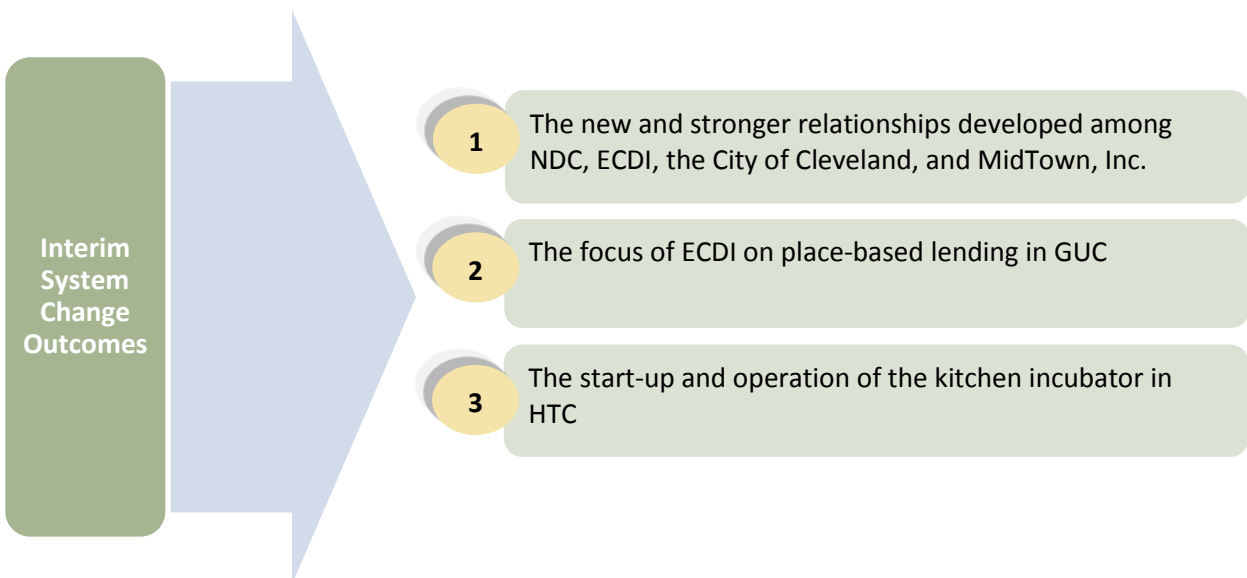 Interim
System
Change
Outcomes
1
The new and stronger relationships developed among
NDC, ECDI, the City of Cleveland, and MidTown, Inc.
2
The focus of ECDI on place-based lending in GUC
3
The start-up and operation of the kitchen incubator in
HTC